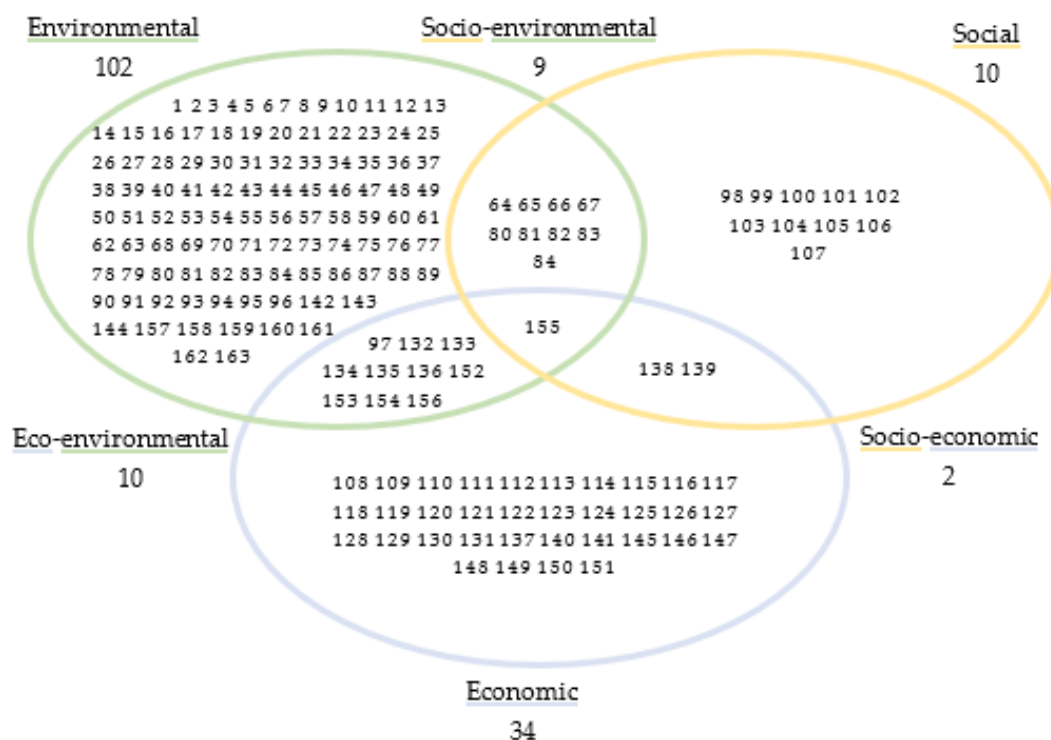 Environmental
102
Socio-environmental
9
Social
10
1 2 3 4 5 6 7 8 9 10 11 12 13
14 15 16 17 18 19 20 21 22 23 24 25
26 27 28 29 30 31 32 33 34 35 36 37
38 39 40 41 42 43 44 45 46 47 48 49
50 51 52 53 54 55 56 57 58 59 60 61
62 63 68 69 70 71 72 73 74 75 76 77
78 79 80 81 82 83 84 85 86 87 88 89
90 91 92 93 94 95 96 142 143
144 157 158 159 160 161
162 163
64 65 66 67
80 81 82 83
84
98 99 100 101 102
103 104 105 106
107
155
97 132 133
134 135 136 152
153 154 156
138 139
Eco-environmental
10
Socio-economic
2
108 109 110 111 112 113 114 115 116 117
118 119 120 121 122 123 124 125 126 127
128 129 130 131 137 140 141 145 146 147
148 149 150 151
Economic
34